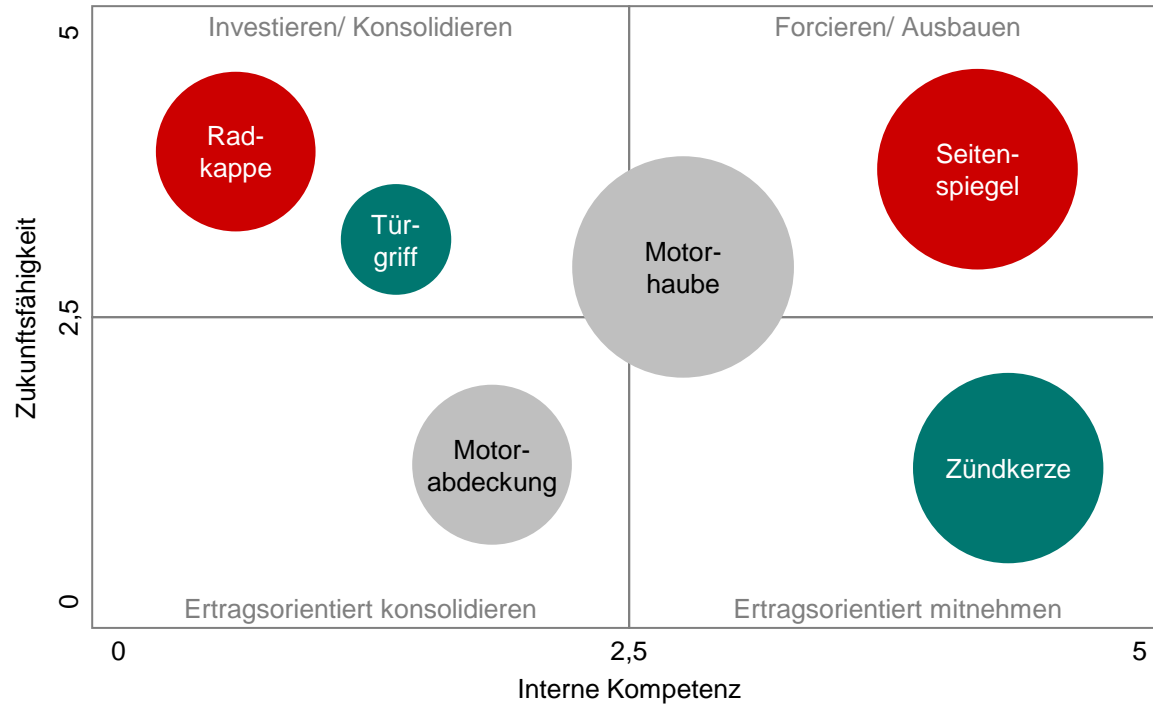 5
Investieren/ Konsolidieren
Forcieren/ Ausbauen
Rad-
kappe
Tür-
griff
Motor-
haube
Seiten-
spiegel
Zukunftsfähigkeit
2,5
Motor-
abdeckung
Zündkerze
0
Ertragsorientiert konsolidieren
Ertragsorientiert mitnehmen
0
2,5
5
Interne Kompetenz